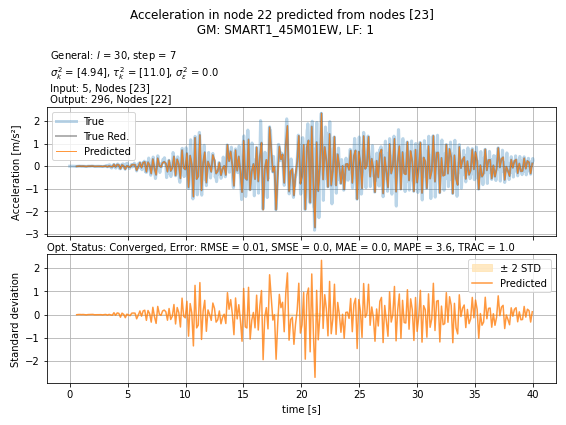 Acceleration in node 22 predicted from nodes [23]
GM: SMART1_45M01EW, LF: 1
General: l = 30, step = 7
σ²ₖ = [4.94], τ²ₖ = [11.0], σ²ε = 0.0
Input: 5, Nodes [23]
Output: 296, Nodes [22]
Acceleration [m/s²]
2
1
0
−1
−2
−3
True
True Red.
Predicted
Opt. Status: Converged, Error: RMSE = 0.01, SMSE = 0.0, MAE = 0.0, MAPE = 3.6, TRAC = 1.0
Standard deviation
2
1
0
−1
−2
± 2 STD
Predicted
0 5 10 15 20 25 30 35 40
time [s]